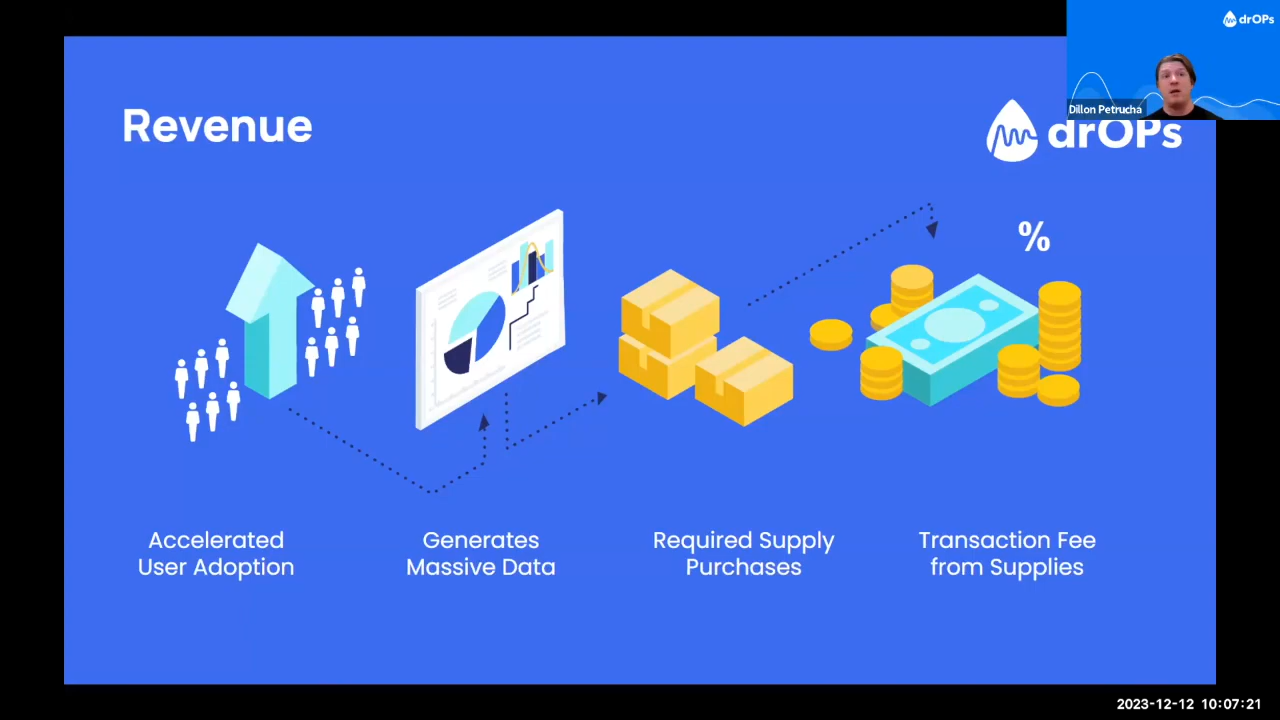 drOPs
Dillon Petrucha
Revenue
drOPs
%
Accelerated
User Adoption
Generates
Massive Data
Required Supply
Purchases
Transaction Fee
from Supplies
2023-12-12 10:07:21